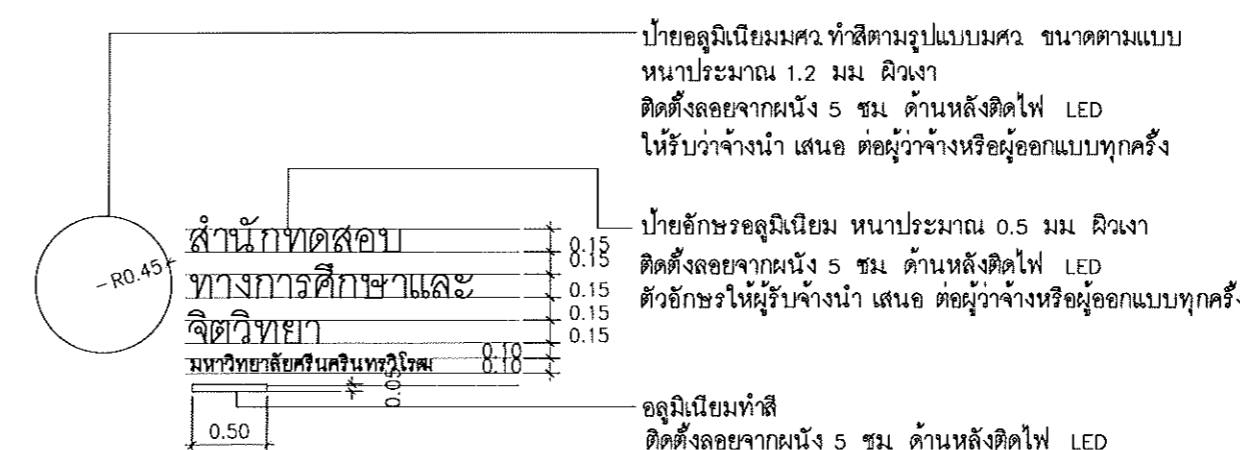 ป้ายอลูมิเนียมมศว.ทำสีตามรูปแบบมศว ขนาดตามแบบ
หนาประมาณ 1.2 มม ผิวเงา
ติดตั้งลอยจากผนัง 5 ซม ด้านหลังติดไฟ LED
ให้รับว่าจ้างนำ เสนอ ต่อผู้ว่าจ้างหรือผู้ออกแบบทุกครั้ง
R0.45
สำนักทดสอบ
ทางการศึกษาและ
จิตวิทยา
มหาวิทยาลัยศรีนครินทรวิโรฒ
0.15
0.15
0.15
0.15
0.15
0.10
0.10
0.05
0.50
ป้ายอักษรอลูมิเนียม หนาประมาณ 0.5 มม ผิวเงา
ติดตั้งลอยจากผนัง 5 ซม ด้านหลังติดไฟ LED
ตัวอักษรให้ผู้รับจ้างนำ เสนอ ต่อผู้ว่าจ้างหรือผู้ออกแบบทุกครั้ง
อลูมิเนียมทำสี
ติดตั้งลอยจากผนัง 5 ซม ด้านหลังติดไฟ LED